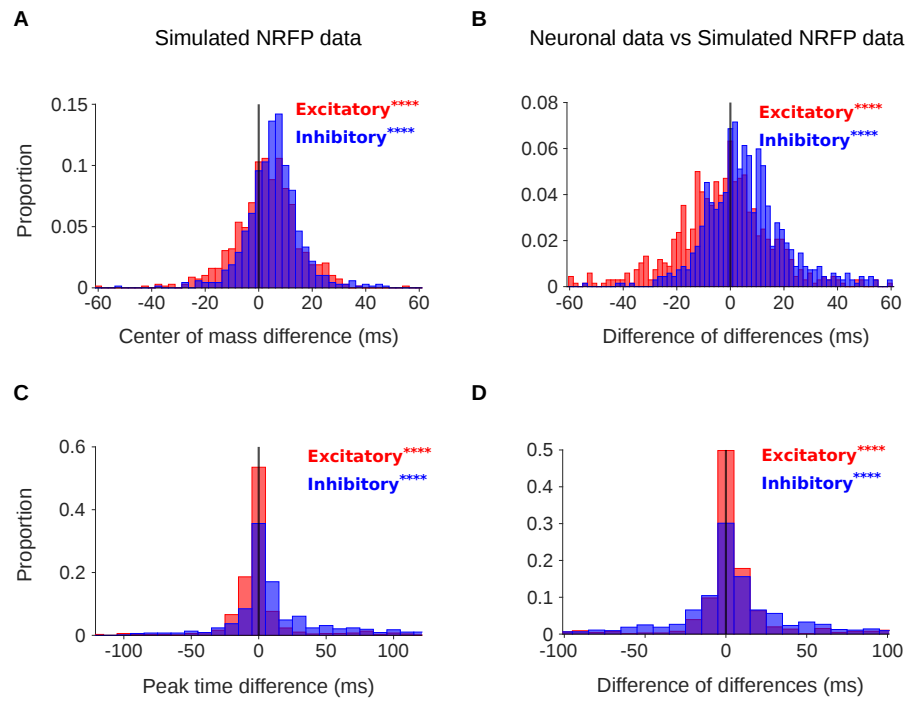 A
Simulated NRFP data
B
Neuronal data vs Simulated NRFP data
0.15
0.1
0.05
0
Proportion
Excitatory****
Inhibitory****
-60 -40 -20 0 20 40 60
Center of mass difference (ms)
0.08
0.06
0.04
0.02
0
Excitatory****
Inhibitory****
-60 -40 -20 0 20 40 60
Difference of differences (ms)
C
D
0.6
0.4
0.2
0
Proportion
Excitatory****
Inhibitory****
-100 -50 0 50 100
Peak time difference (ms)
0.5
0.4
0.3
0.2
0.1
0
Excitatory****
Inhibitory****
-100 -50 0 50 100
Difference of differences (ms)